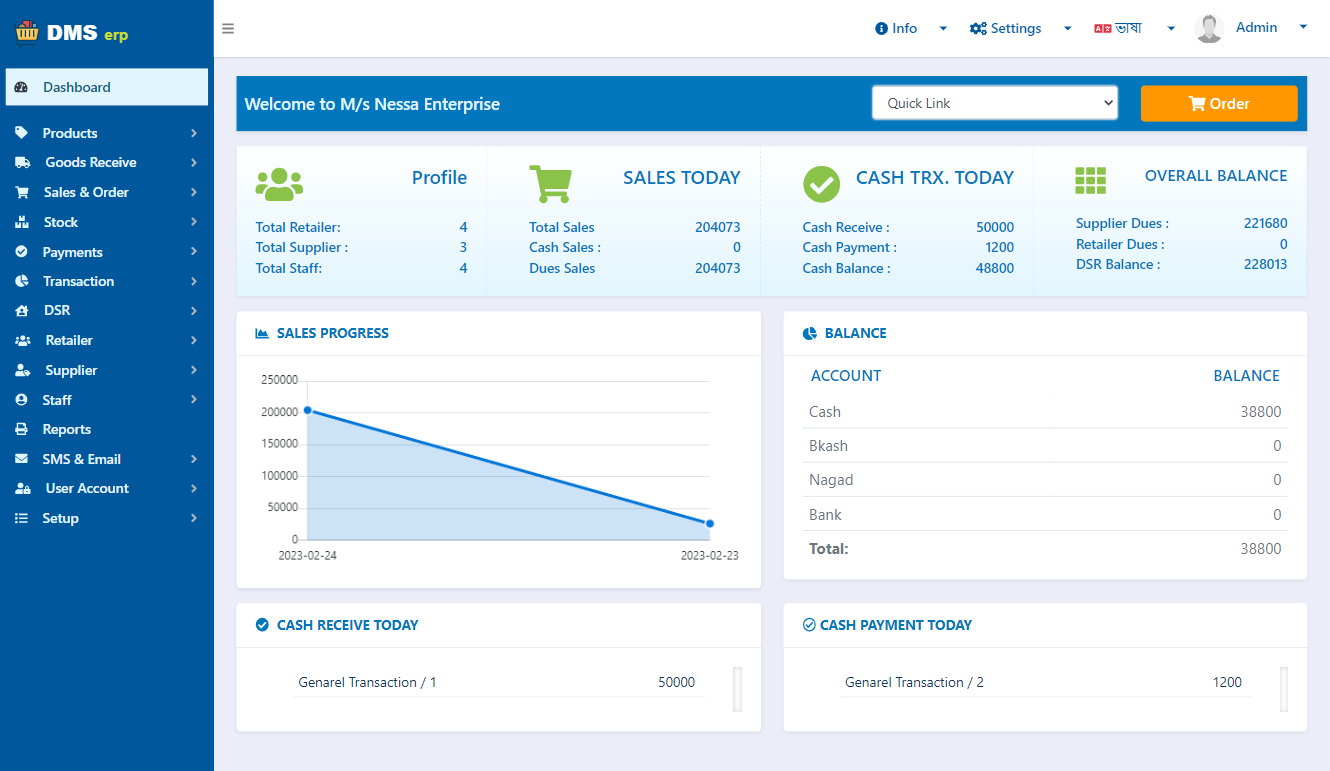 DMS erp
Info
Settings
ভাষা
Admin
Dashboard
Products
Goods Receive
Sales & Order
Stock
Payments
Transaction
DSR
Retailer
Supplier
Staff
Reports
SMS & Email
User Account
Setup
Welcome to M/s Nessa Enterprise
Quick Link
Order
Profile
Total Retailer: 4
Total Supplier : 3
Total Staff: 4
SALES TODAY
Total Sales 204073
Cash Sales : 0
Dues Sales 204073
CASH TRX. TODAY
Cash Receive : 50000
Cash Payment : 1200
Cash Balance : 48800
OVERALL BALANCE
Supplier Dues : 221680
Retailer Dues : 0
DSR Balance : 228013
SALES PROGRESS
250000
200000
150000
100000
50000
0
2023-02-24 2023-02-23
BALANCE
ACCOUNT BALANCE
Cash 38800
Bkash 0
Nagad 0
Bank 0
Total: 38800
CASH RECEIVE TODAY
Genarel Transaction / 1 50000
CASH PAYMENT TODAY
Genarel Transaction / 2 1200